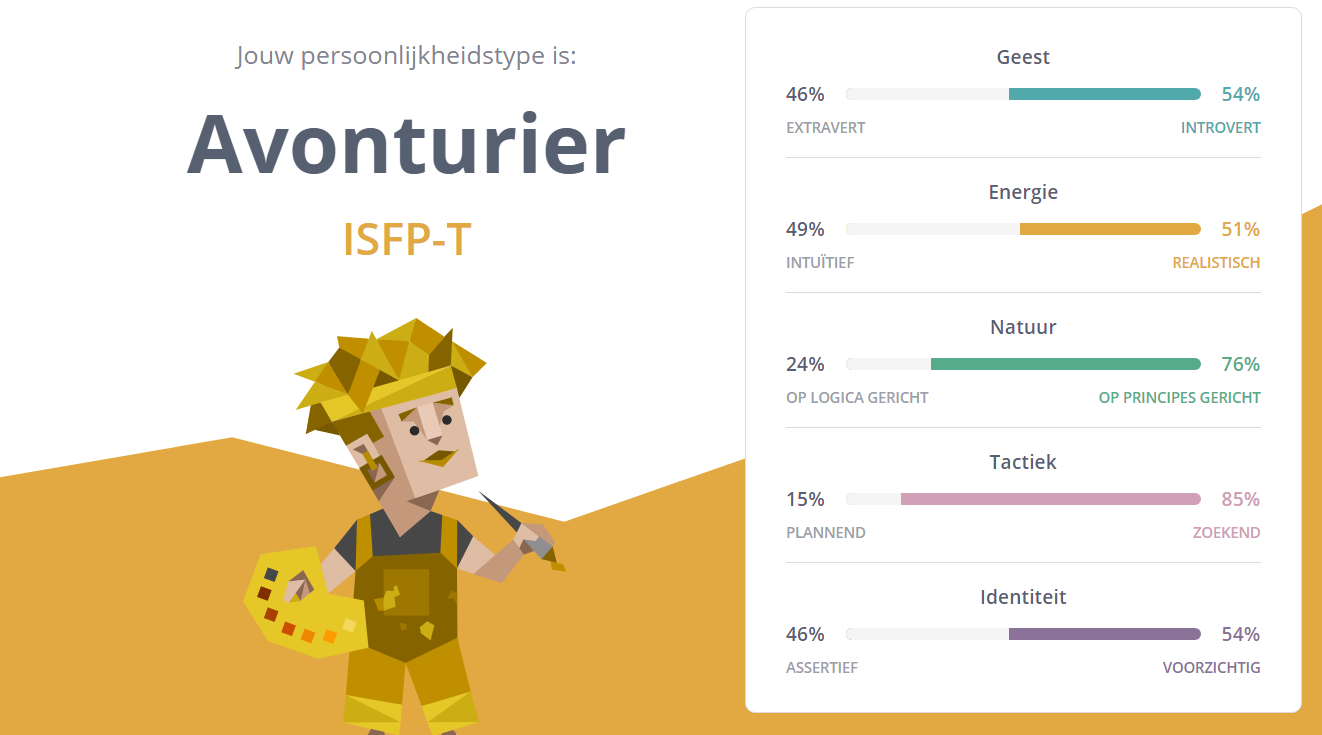 Jouw persoonlijkheidstype is:
Avonturier
ISFP-T
Geest
46% 54%
EXTRAVERT INTROVERT
Energie
49% 51%
INTUÏTIEF REALISTISCH
Natuur
24% 76%
OP LOGICA GERICHT OP PRINCIPES GERICHT
Tactiek
15% 85%
PLANNEND ZOEKEND
Identiteit
46% 54%
ASSERTIEF VOORZICHTIG